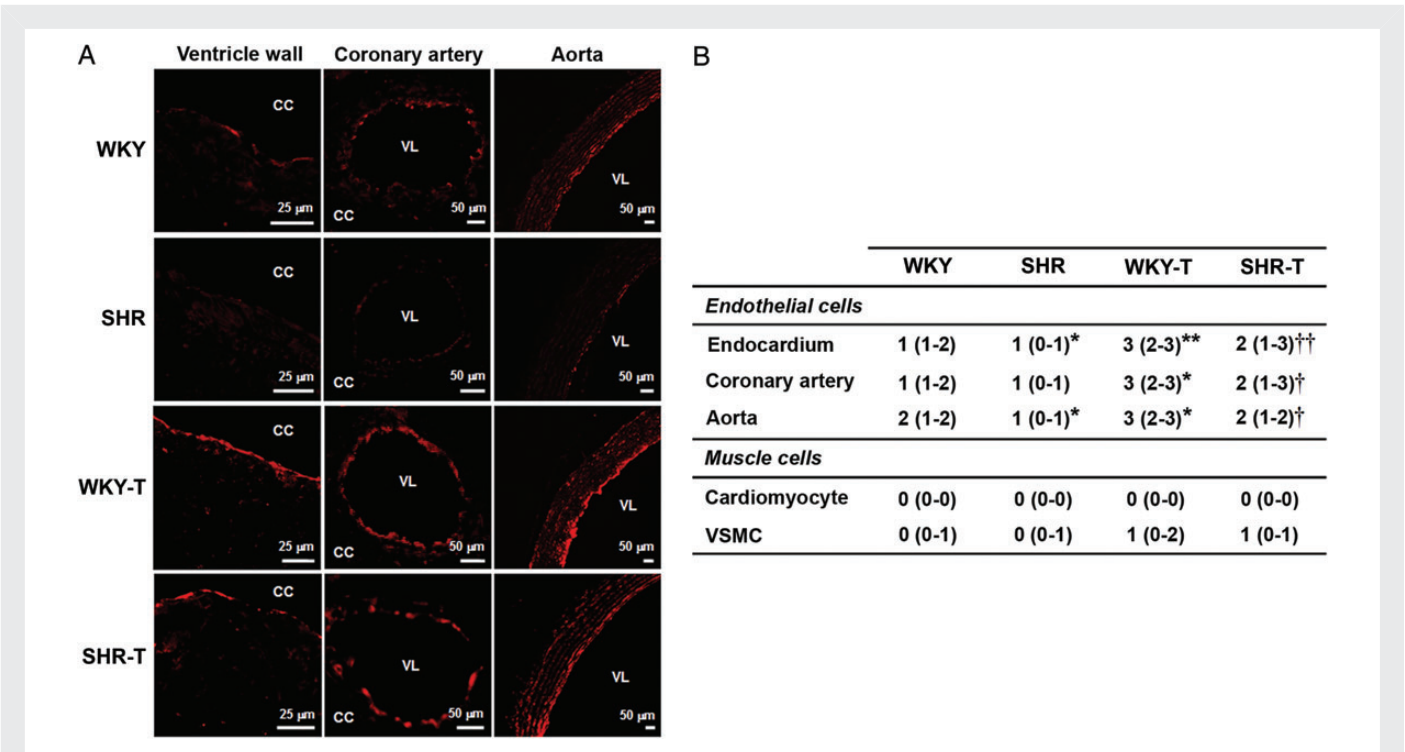 A
Ventricle wall Coronary artery Aorta
WKY
CC
25 µm
VL
CC
50 µm
VL
50 µm
SHR
CC
25 µm
VL
CC
50 µm
VL
50 µm
WKY-T
CC
25 µm
VL
CC
50 µm
VL
50 µm
SHR-T
CC
25 µm
VL
CC
50 µm
VL
50 µm
B
WKY SHR WKY-T SHR-T
Endothelial cells
Endocardium 1 (1-2) 1 (0-1)* 3 (2-3)** 2 (1-3)††
Coronary artery 1 (1-2) 1 (0-1) 3 (2-3)* 2 (1-3)†
Aorta 2 (1-2) 1 (0-1)* 3 (2-3)* 2 (1-2)†
Muscle cells
Cardiomyocyte 0 (0-0) 0 (0-0) 0 (0-0) 0 (0-0)
VSMC 0 (0-1) 0 (0-1) 1 (0-2) 1 (0-1)